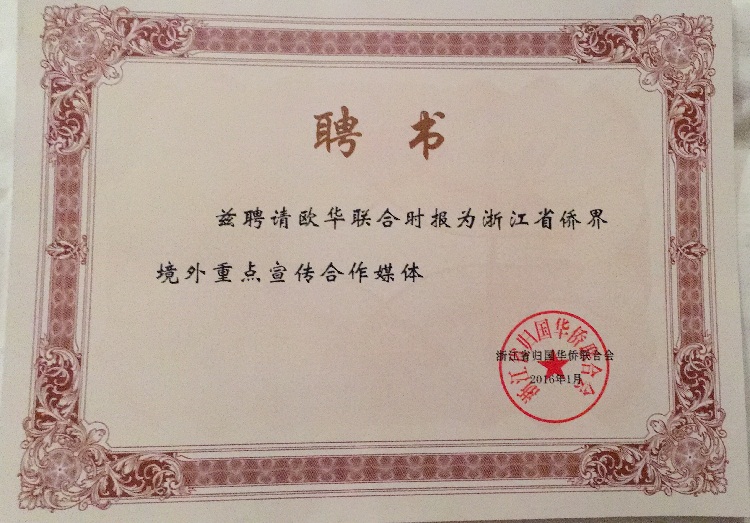 聘书
兹聘请欧华联合时报为浙江省侨界
境外重点宣传合作媒体
浙江省归国华侨联合会
浙江省归国华侨联合会
2016年1月